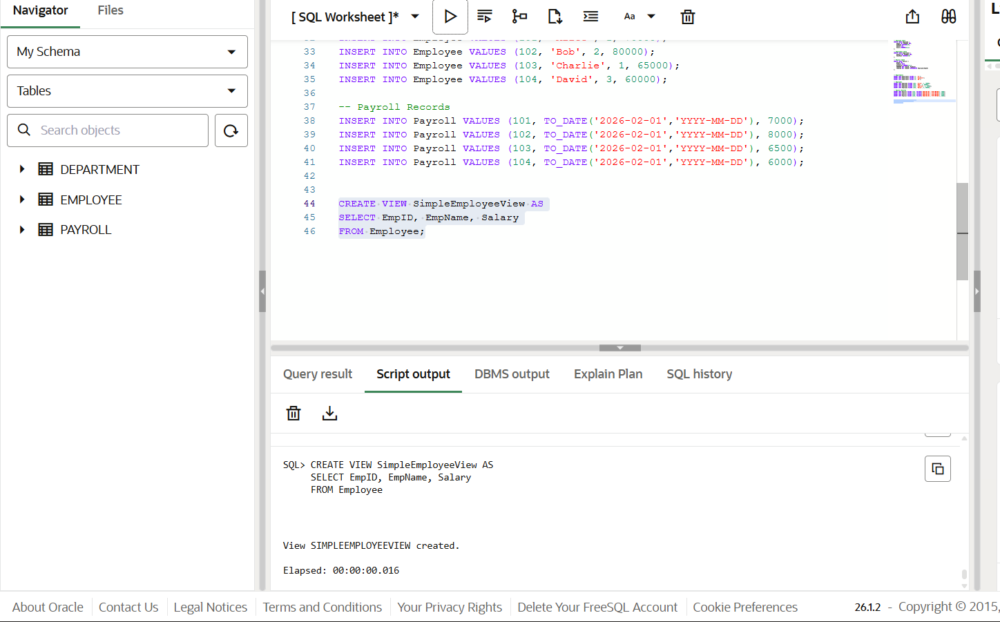 Navigator
Files
My Schema
Tables
Search objects
DEPARTMENT
EMPLOYEE
PAYROLL
[ SQL Worksheet ]*
Aa
33 INSERT INTO Employee VALUES (102, 'Bob', 2, 80000);
34 INSERT INTO Employee VALUES (103, 'Charlie', 1, 65000);
35 INSERT INTO Employee VALUES (104, 'David', 3, 60000);
36
37 -- Payroll Records
38 INSERT INTO Payroll VALUES (101, TO_DATE('2026-02-01','YYYY-MM-DD'), 7000);
39 INSERT INTO Payroll VALUES (102, TO_DATE('2026-02-01','YYYY-MM-DD'), 8000);
40 INSERT INTO Payroll VALUES (103, TO_DATE('2026-02-01','YYYY-MM-DD'), 6500);
41 INSERT INTO Payroll VALUES (104, TO_DATE('2026-02-01','YYYY-MM-DD'), 6000);
42
43
44 CREATE VIEW SimpleEmployeeView AS
45 SELECT EmpID, EmpName, Salary
46 FROM Employee;
Query result
Script output
DBMS output
Explain Plan
SQL history
SQL> CREATE VIEW SimpleEmployeeView AS
SELECT EmpID, EmpName, Salary
FROM Employee
View SIMPLEEMPLOYEEVIEW created.
Elapsed: 00:00:00.016
About Oracle
Contact Us
Legal Notices
Terms and Conditions
Your Privacy Rights
Delete Your FreeSQL Account
Cookie Preferences
26.1.2 - Copyright © 2015,